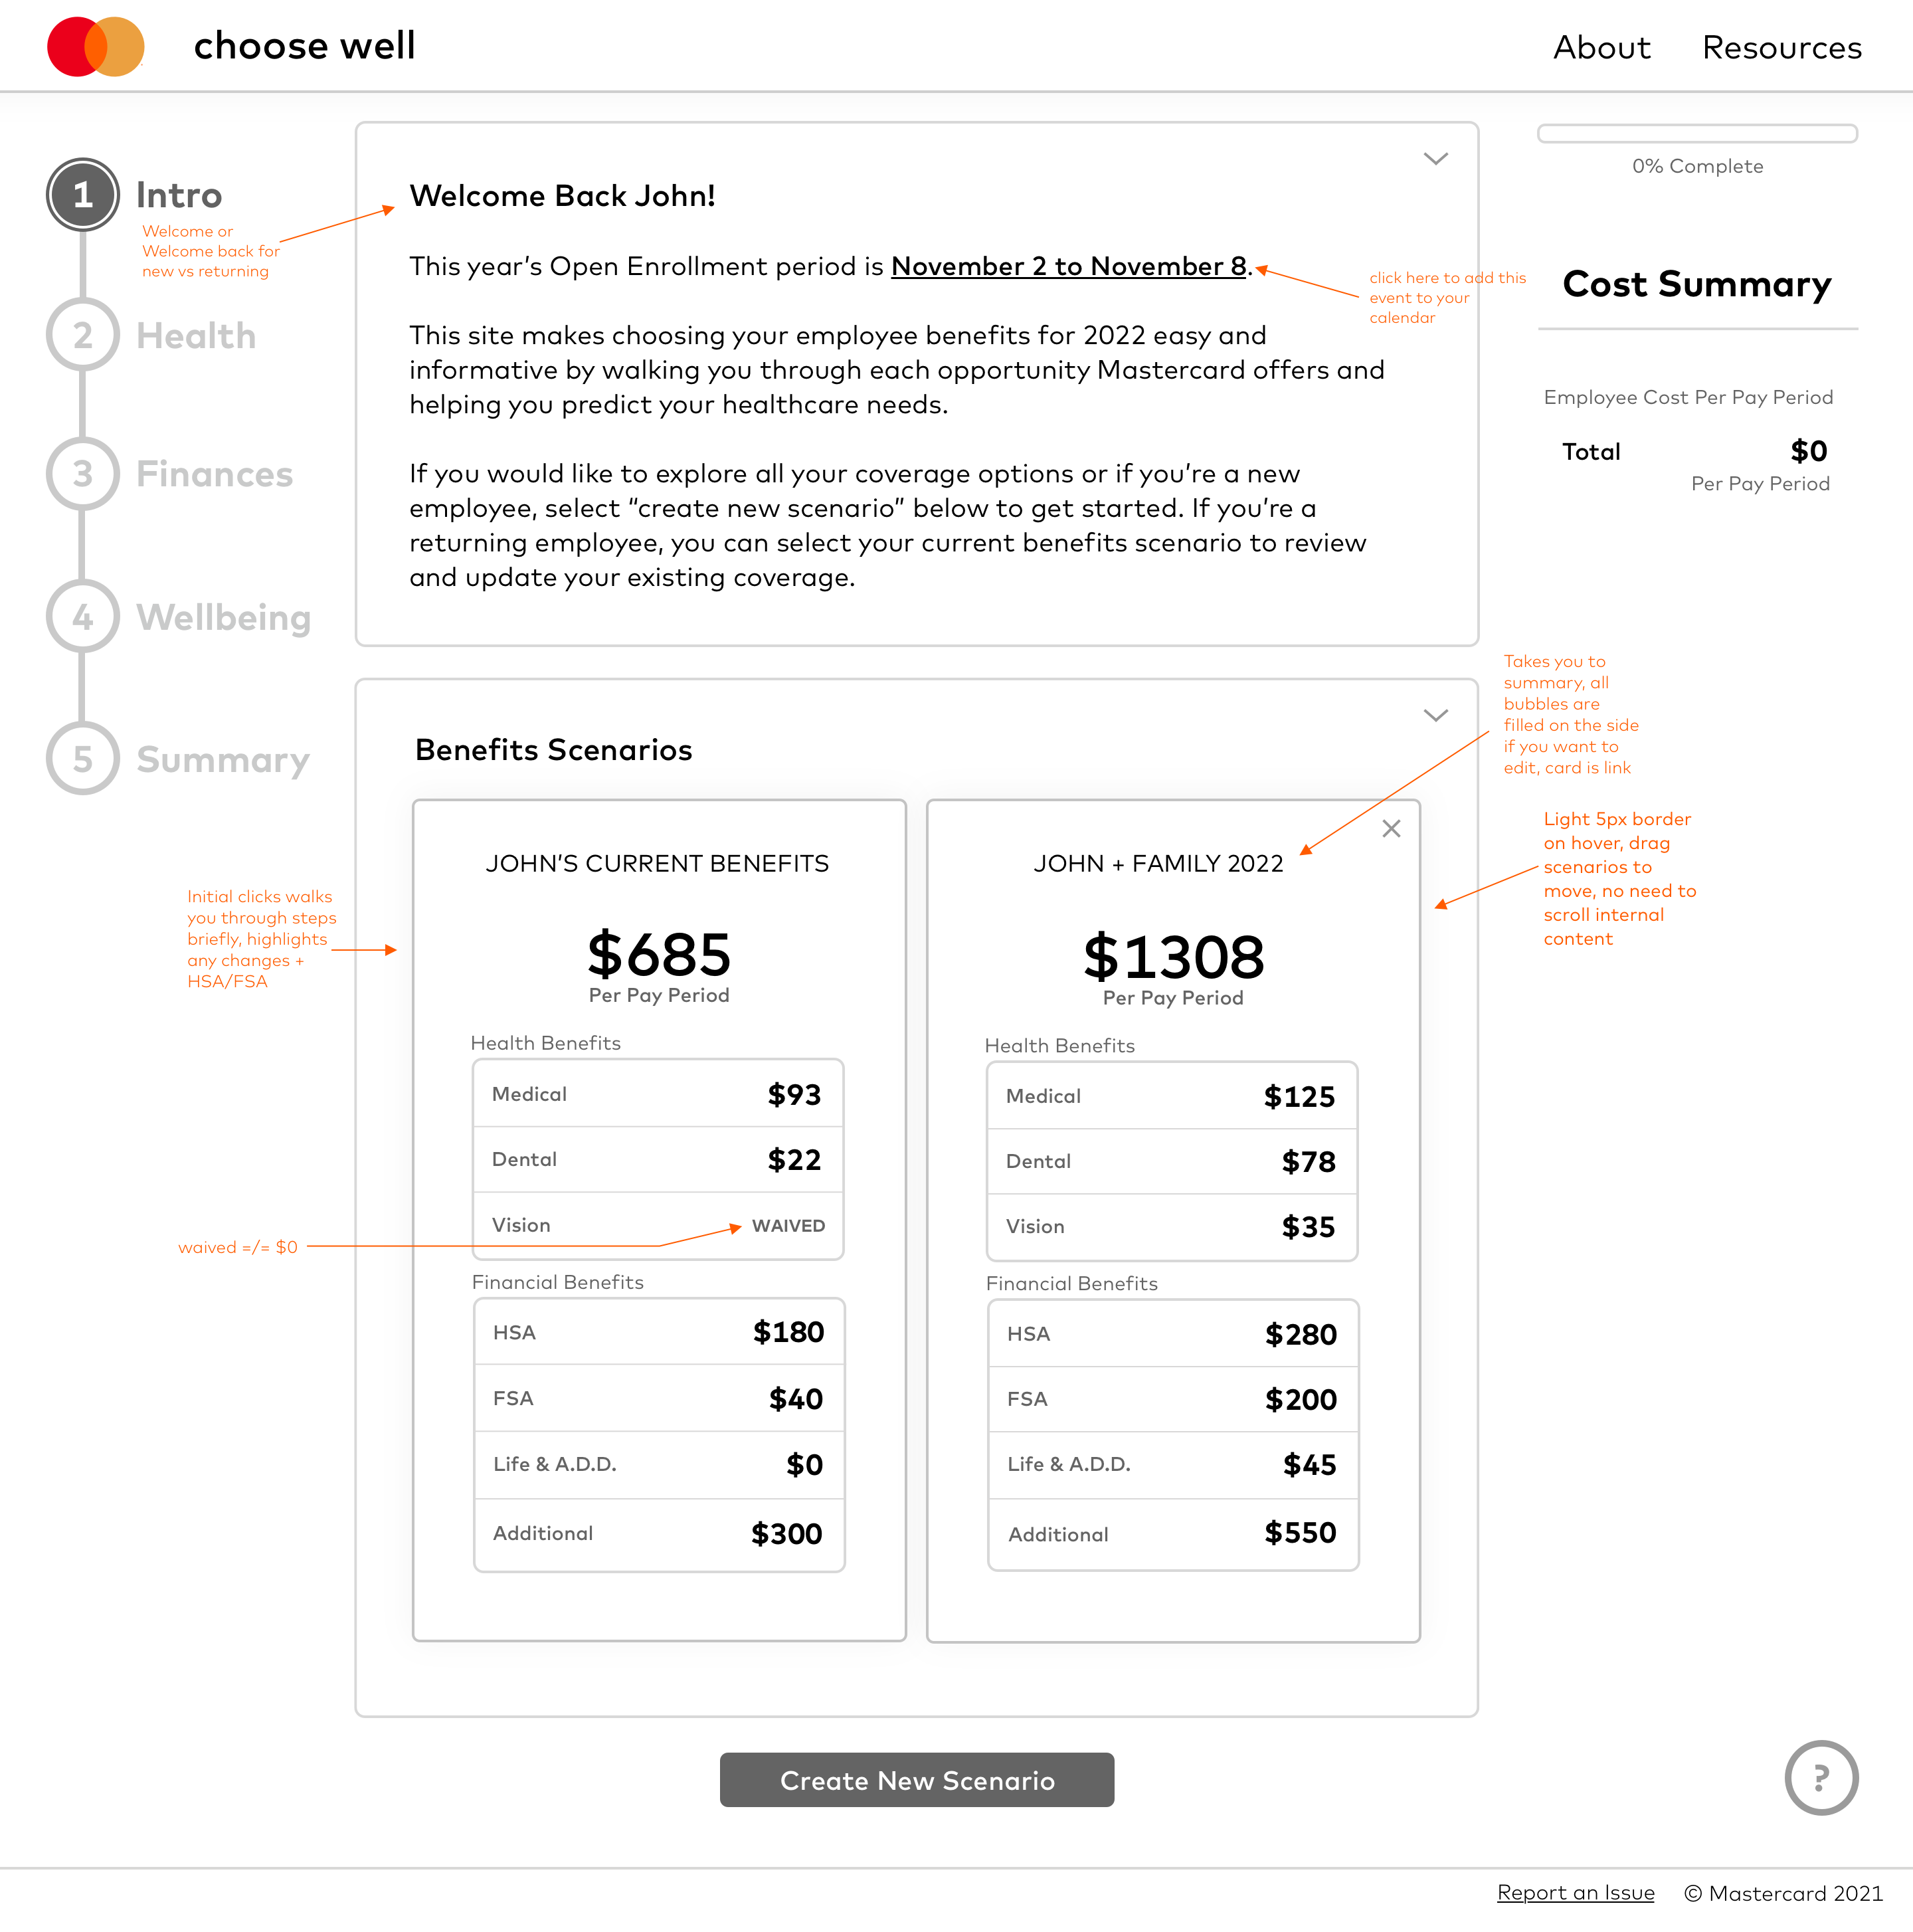 choose well
About
Resources
1
Intro
Welcome or
Welcome back for
new vs returning
2
Health
3
Finances
4
Wellbeing
5
Summary
Welcome Back John!
This year’s Open Enrollment period is November 2 to November 8.
click here to add this
event to your
calendar
This site makes choosing your employee benefits for 2022 easy and
informative by walking you through each opportunity Mastercard offers and
helping you predict your healthcare needs.
If you would like to explore all your coverage options or if you’re a new
employee, select “create new scenario” below to get started. If you’re a
returning employee, you can select your current benefits scenario to review
and update your existing coverage.
0% Complete
Cost Summary
Employee Cost Per Pay Period
Total
$0
Per Pay Period
Benefits Scenarios
Takes you to
summary, all
bubbles are
filled on the side
if you want to
edit, card is link
Light 5px border
on hover, drag
scenarios to
move, no need to
scroll internal
content
Initial clicks walks
you through steps
briefly, highlights
any changes +
HSA/FSA
waived =/= $0
JOHN’S CURRENT BENEFITS
$685
Per Pay Period
Health Benefits
Medical $93
Dental $22
Vision WAIVED
Financial Benefits
HSA $180
FSA $40
Life & A.D.D. $0
Additional $300
JOHN + FAMILY 2022
$1308
Per Pay Period
Health Benefits
Medical $125
Dental $78
Vision $35
Financial Benefits
HSA $280
FSA $200
Life & A.D.D. $45
Additional $550
Create New Scenario
?
Report an Issue
© Mastercard 2021